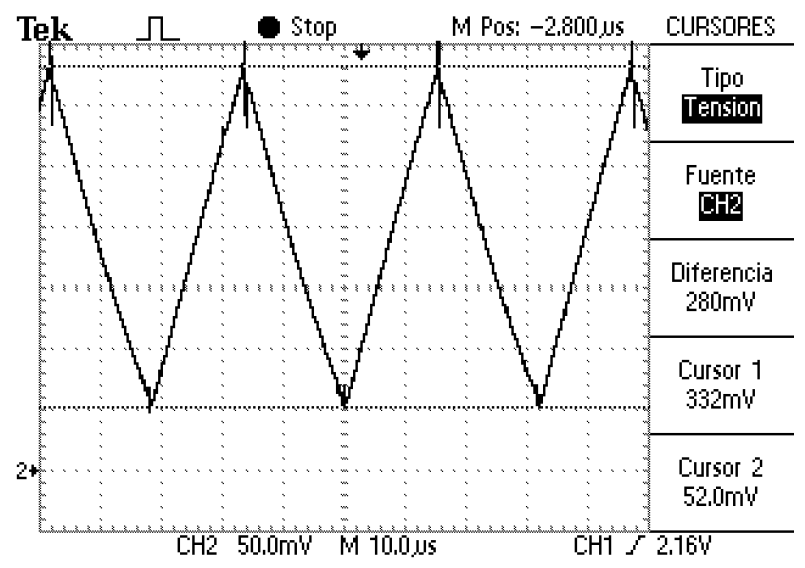 Tek Stop M Pos: -2.800µs CURSORES
Tipo
Tension
Fuente
CH2
Diferencia
280mV
Cursor 1
332mV
Cursor 2
52.0mV
2
CH2 50.0mV M 10.0µs CH1 2.16V